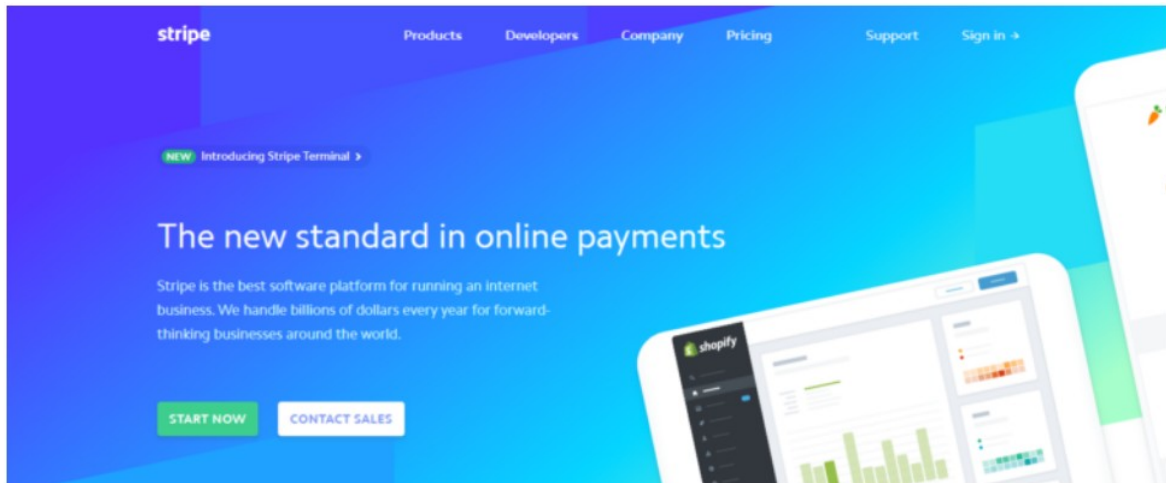 stripe Products Developers Company Pricing Support Sign in →
NEW Introducing Stripe Terminal ›
The new standard in online payments
Stripe is the best software platform for running an internet
business. We handle billions of dollars every year for forward-
thinking businesses around the world.
START NOW CONTACT SALES
shopify